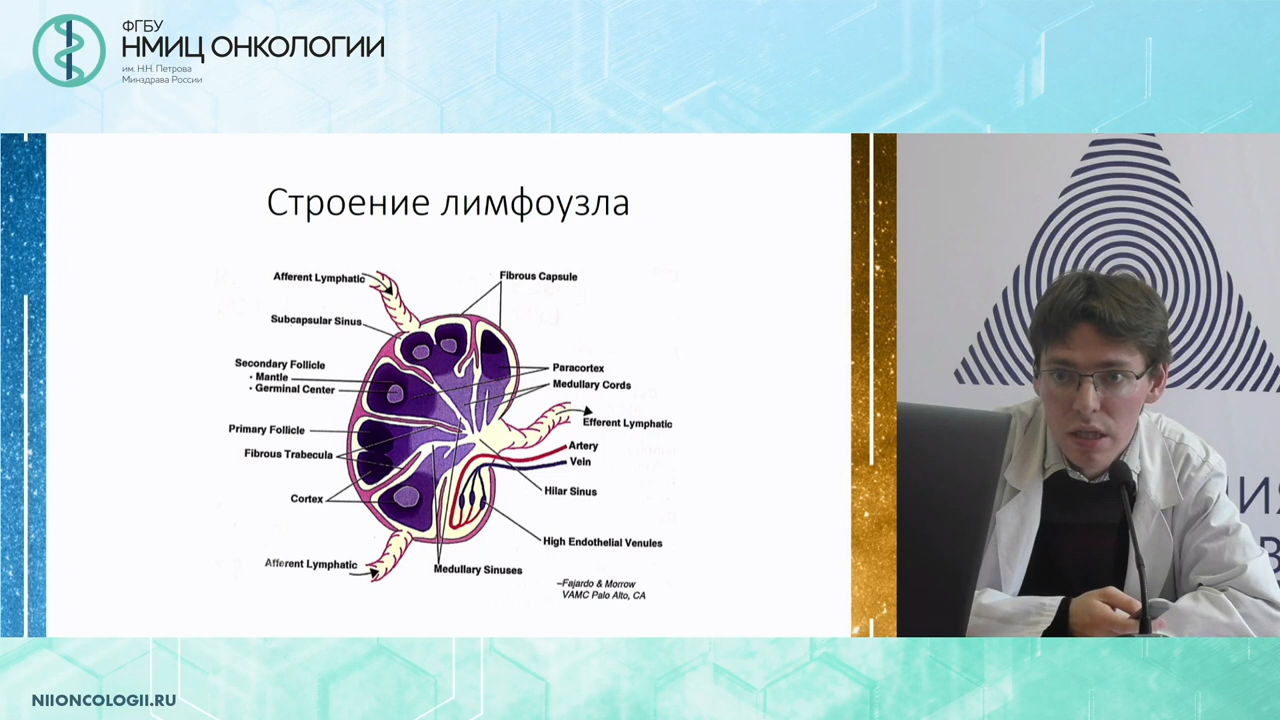 ФГБУ
НМИЦ ОНКОЛОГИИ
им. Н.Н. Петрова
Минздрава России
Строение лимфоузла
Afferent Lymphatic
Fibrous Capsule
Subcapsular Sinus
Secondary Follicle
• Mantle
• Germinal Center
Paracortex
Medullary Cords
Efferent Lymphatic
Primary Follicle
Artery
Fibrous Trabecula
Vein
Cortex
Hilar Sinus
High Endothelial Venules
Afferent Lymphatic
Medullary Sinuses
–Fajardo & Morrow
VAMC Palo Alto, CA
NIIONCOLOGII.RU